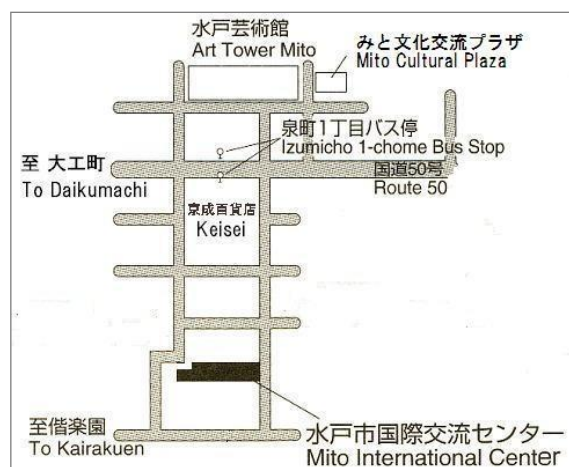 水戸芸術館
Art Tower Mito
みと文化交流プラザ
Mito Cultural Plaza
泉町1丁目バス停
Izumicho 1-chome Bus Stop
至 大工町
To Daikumachi
国道50号
Route 50
京成百貨店
Keisei
至偕楽園
To Kairakuen
水戸市国際交流センター
Mito International Center